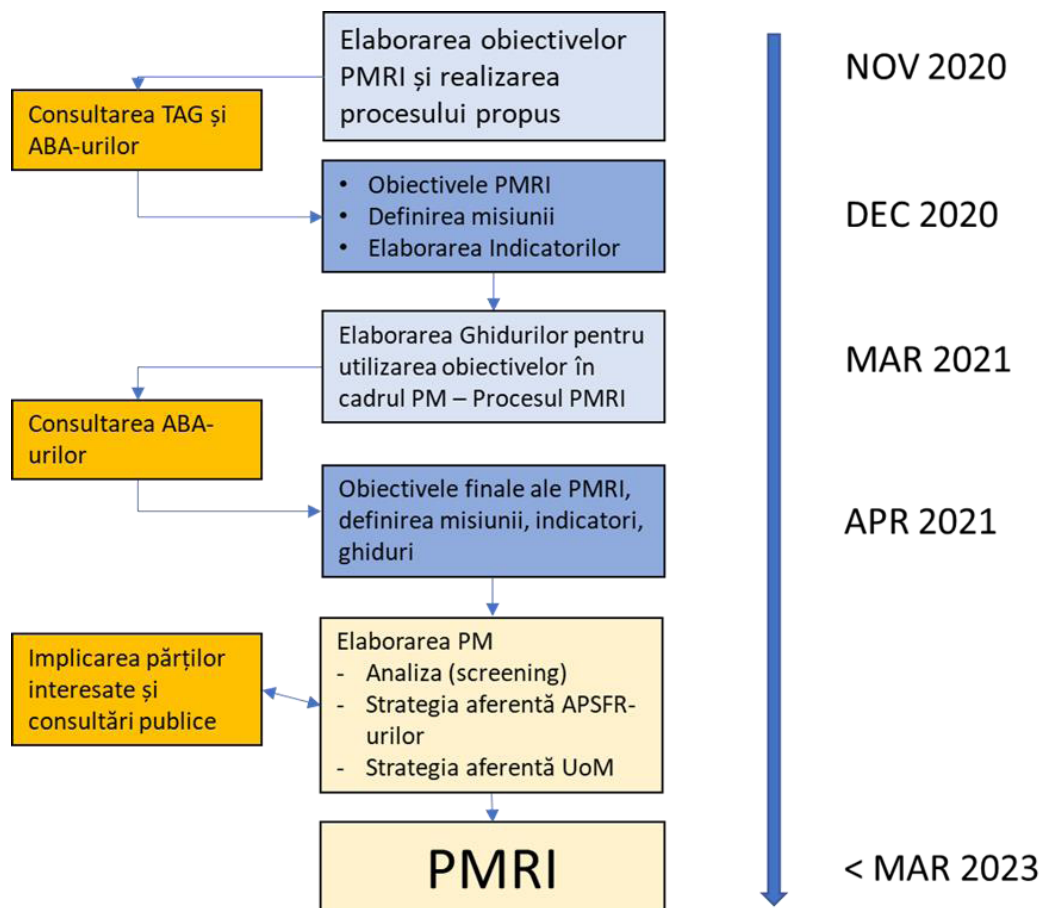 Elaborarea obiectivelor
PMRI și realizarea
procesului propus
NOV 2020
Consultarea TAG și
ABA-urilor
• Obiectivele PMRI
• Definirea misiunii
• Elaborarea Indicatorilor
DEC 2020
Elaborarea Ghidurilor pentru
utilizarea obiectivelor în
cadrul PM – Procesul PMRI
MAR 2021
Consultarea ABA-
urilor
Obiectivele finale ale PMRI,
definirea misiunii, indicatori,
ghiduri
APR 2021
Implicarea părților
interesate și
consultări publice
Elaborarea PM
- Analiza (screening)
- Strategia aferentă APSFR-
urilor
- Strategia aferentă UoM
PMRI
< MAR 2023